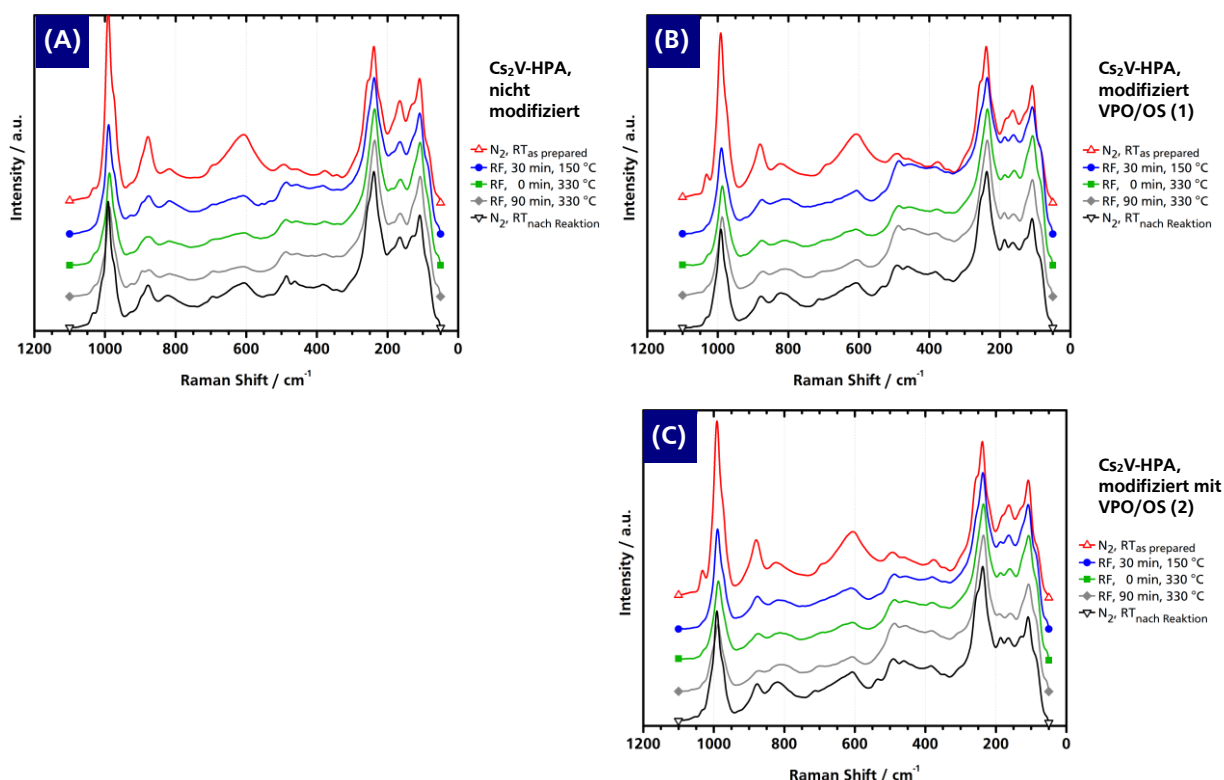 (A)
Intensity / a.u.
1200
1000
800
600
400
200
0
Raman Shift / cm-1
Cs2V-HPA,
nicht
modifiziert
N2, RTas prepared
RF, 30 min, 150 °C
RF, 0 min, 330 °C
RF, 90 min, 330 °C
N2, RTnach Reaktion
(B)
Intensity / a.u.
1200
1000
800
600
400
200
0
Raman Shift / cm-1
Cs2V-HPA,
modifiziert
VPO/OS (1)
N2, RTas prepared
RF, 30 min, 150 °C
RF, 0 min, 330 °C
RF, 90 min, 330 °C
N2, RTnach Reaktion
(C)
Intensity / a.u.
1200
1000
800
600
400
200
0
Raman Shift / cm-1
Cs2V-HPA,
modifiziert mit
VPO/OS (2)
N2, RTas prepared
RF, 30 min, 150 °C
RF, 0 min, 330 °C
RF, 90 min, 330 °C
N2, RTnach Reaktion